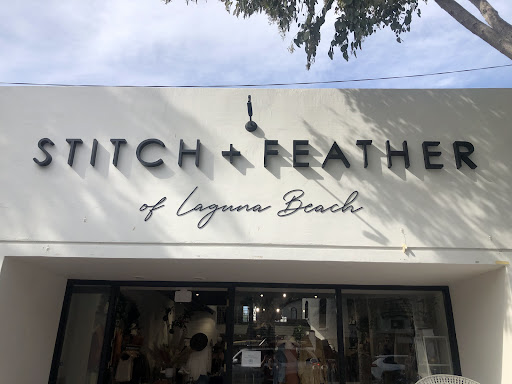 STITCH + FEATHER
of Laguna Beach